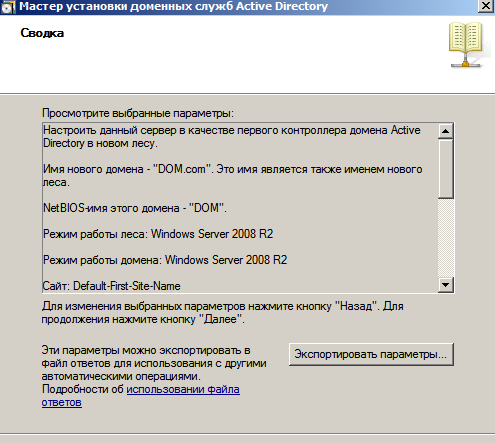 Мастер установки доменных служб Active Directory
Сводка
Просмотрите выбранные параметры:
Настроить данный сервер в качестве первого контроллера домена Active
Directory в новом лесу.
Имя нового домена - "DOM.com". Это имя является также именем нового
леса.
NetBIOS-имя этого домена - "DOM".
Режим работы леса: Windows Server 2008 R2
Режим работы домена: Windows Server 2008 R2
Сайт: Default-First-Site-Name
Для изменения выбранных параметров нажмите кнопку "Назад". Для
продолжения нажмите кнопку "Далее".
Эти параметры можно экспортировать в
файл ответов для использования с другими
автоматическими операциями.
Подробности об использовании файла
ответов
Экспортировать параметры...